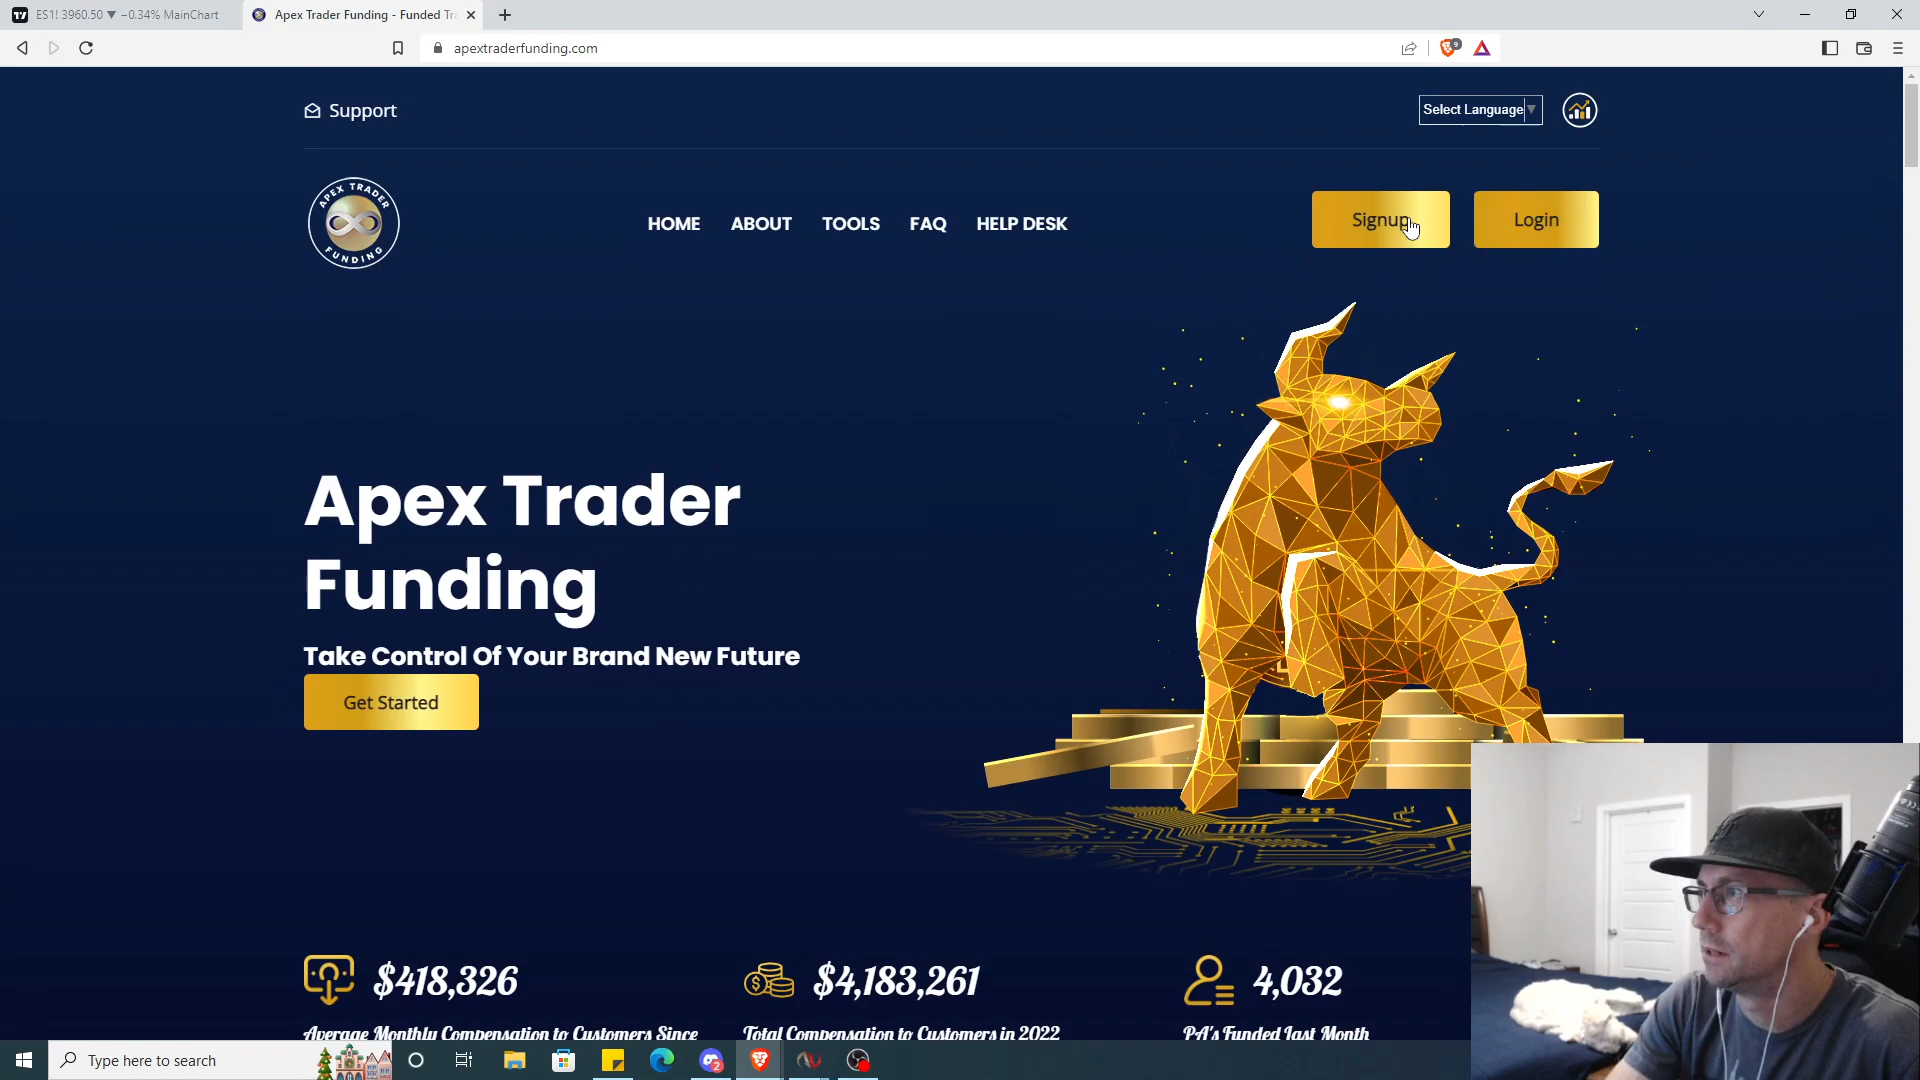 ES1! 3960.50 ▼ −0.34% MainChart
Apex Trader Funding - Funded Tra
apextraderfunding.com
9
Support
Select Language ▼
APEX TRADER FUNDING
HOME
ABOUT
TOOLS
FAQ
HELP DESK
Signup
Login
Apex Trader
Funding
Take Control Of Your Brand New Future
Get Started
$418,326
$4,183,261
4,032
Average Monthly Compensation to Customers Since
Total Compensation to Customers in 2022
PA's Funded Last Month
Type here to search
2